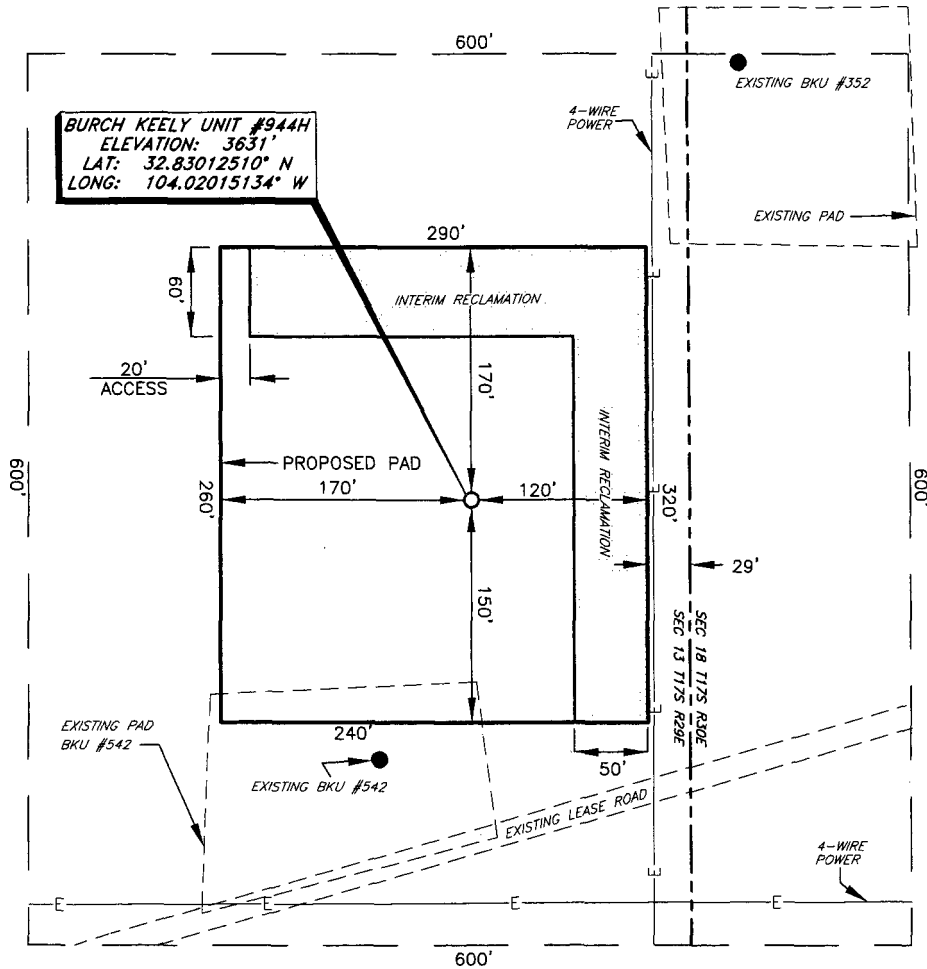 600'
EXISTING BKU #352
4-WIRE
POWER
BURCH KEELY UNIT #944H
ELEVATION: 3631'
LAT: 32.83012510° N
LONG: 104.02015134° W
EXISTING PAD
290'
60'
INTERIM RECLAMATION
170'
20'
ACCESS
INTERIM RECLAMATION
PROPOSED PAD
600'
260'
170'
120'
320'
600'
29'
150'
SEC 18 T17S R30E
SEC 13 T17S R29E
EXISTING PAD
BKU #542
240'
50'
EXISTING BKU #542
EXISTING LEASE ROAD
4-WIRE
POWER
E
E
E
E
E
E
E
E
E
600'